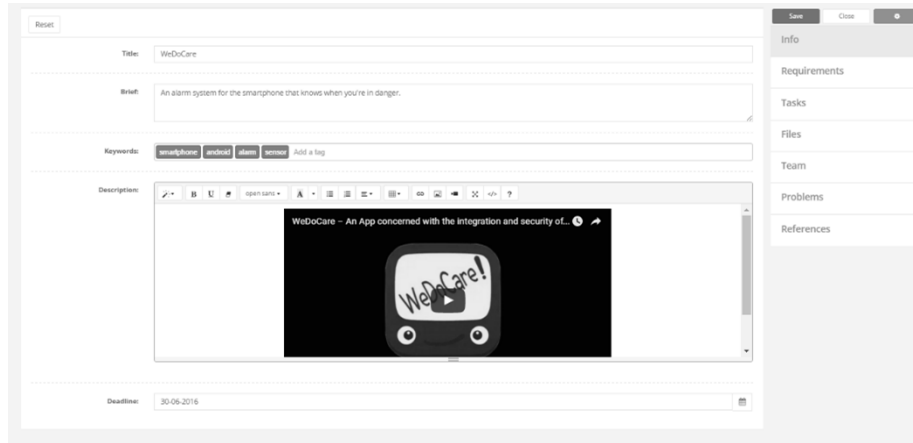 Reset
Save Close
Title: WeDoCare
Brief: An alarm system for the smartphone that knows when you're in danger.
Keywords: smartphone android alarm sensor Add a tag
Description:
B U open sans A ?
WeDoCare – An App concerned with the integration and security of...
WeDoCare!
Deadline: 30-06-2016
Info
Requirements
Tasks
Files
Team
Problems
References